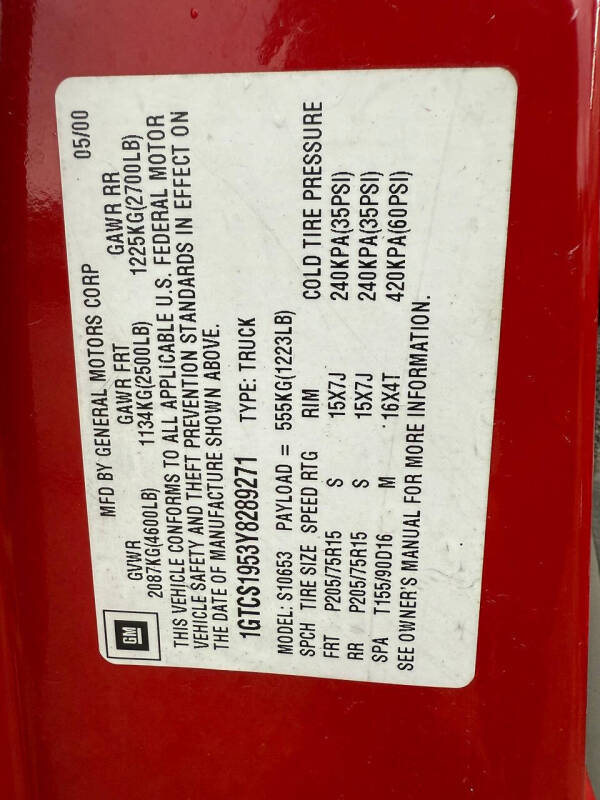 GM
MFD BY GENERAL MOTORS CORP 05/00
GVWR GAWR FRT GAWR RR
2087KG(4600LB) 1134KG(2500LB) 1225KG(2700LB)
THIS VEHICLE CONFORMS TO ALL APPLICABLE U.S. FEDERAL MOTOR
VEHICLE SAFETY AND THEFT PREVENTION STANDARDS IN EFFECT ON
THE DATE OF MANUFACTURE SHOWN ABOVE.
1GTCS1953Y8289271 TYPE: TRUCK
MODEL: S10653 PAYLOAD = 555KG(1223LB)
SPCH TIRE SIZE SPEED RTG RIM COLD TIRE PRESSURE
FRT P205/75R15 S 15X7J 240KPA(35PSI)
RR P205/75R15 S 15X7J 240KPA(35PSI)
SPA T155/90D16 M 16X4T 420KPA(60PSI)
SEE OWNER'S MANUAL FOR MORE INFORMATION.